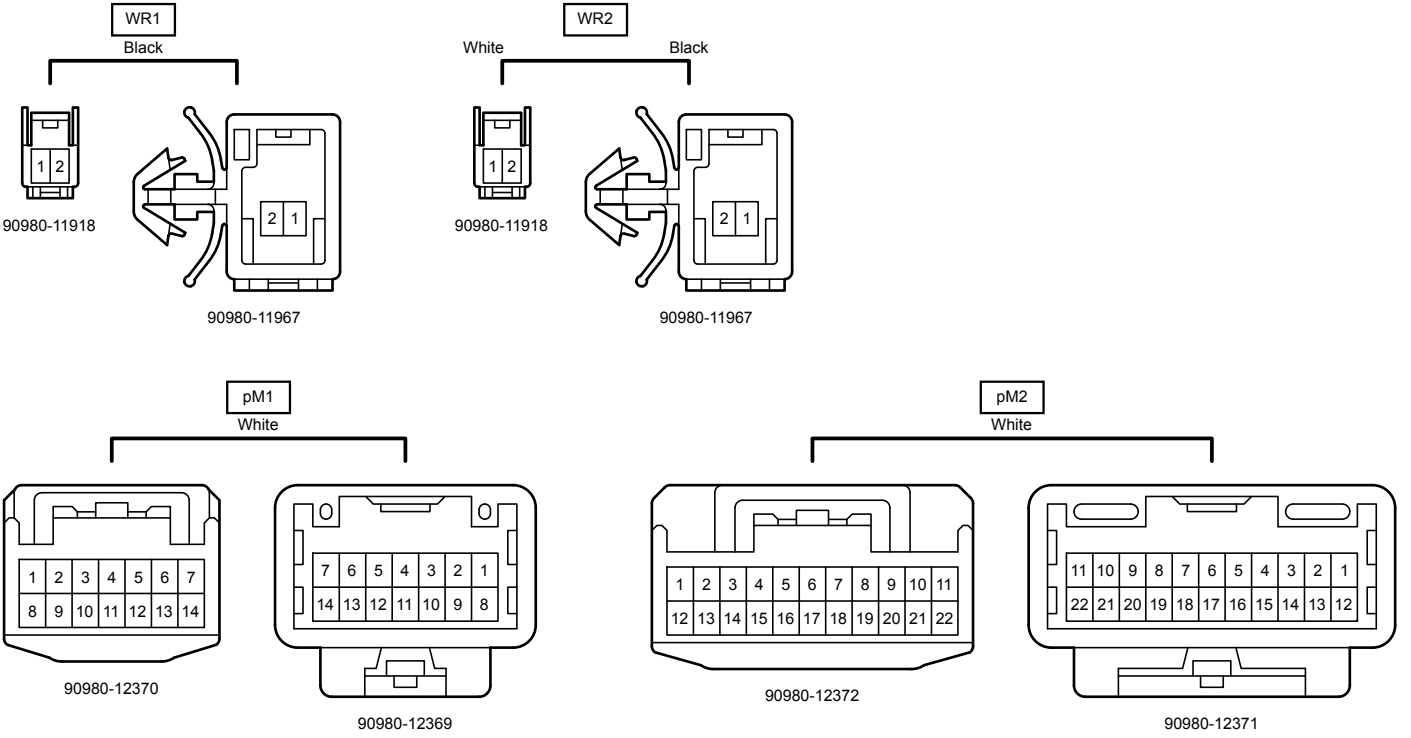 WR1
Black
1 2
90980-11918
2 1
90980-11967
WR2
White Black
1 2
90980-11918
2 1
90980-11967
pM1
White
1 2 3 4 5 6 7
8 9 10 11 12 13 14
90980-12370
7 6 5 4 3 2 1
14 13 12 11 10 9 8
90980-12369
pM2
White
1 2 3 4 5 6 7 8 9 10 11
12 13 14 15 16 17 18 19 20 21 22
90980-12372
11 10 9 8 7 6 5 4 3 2 1
22 21 20 19 18 17 16 15 14 13 12
90980-12371